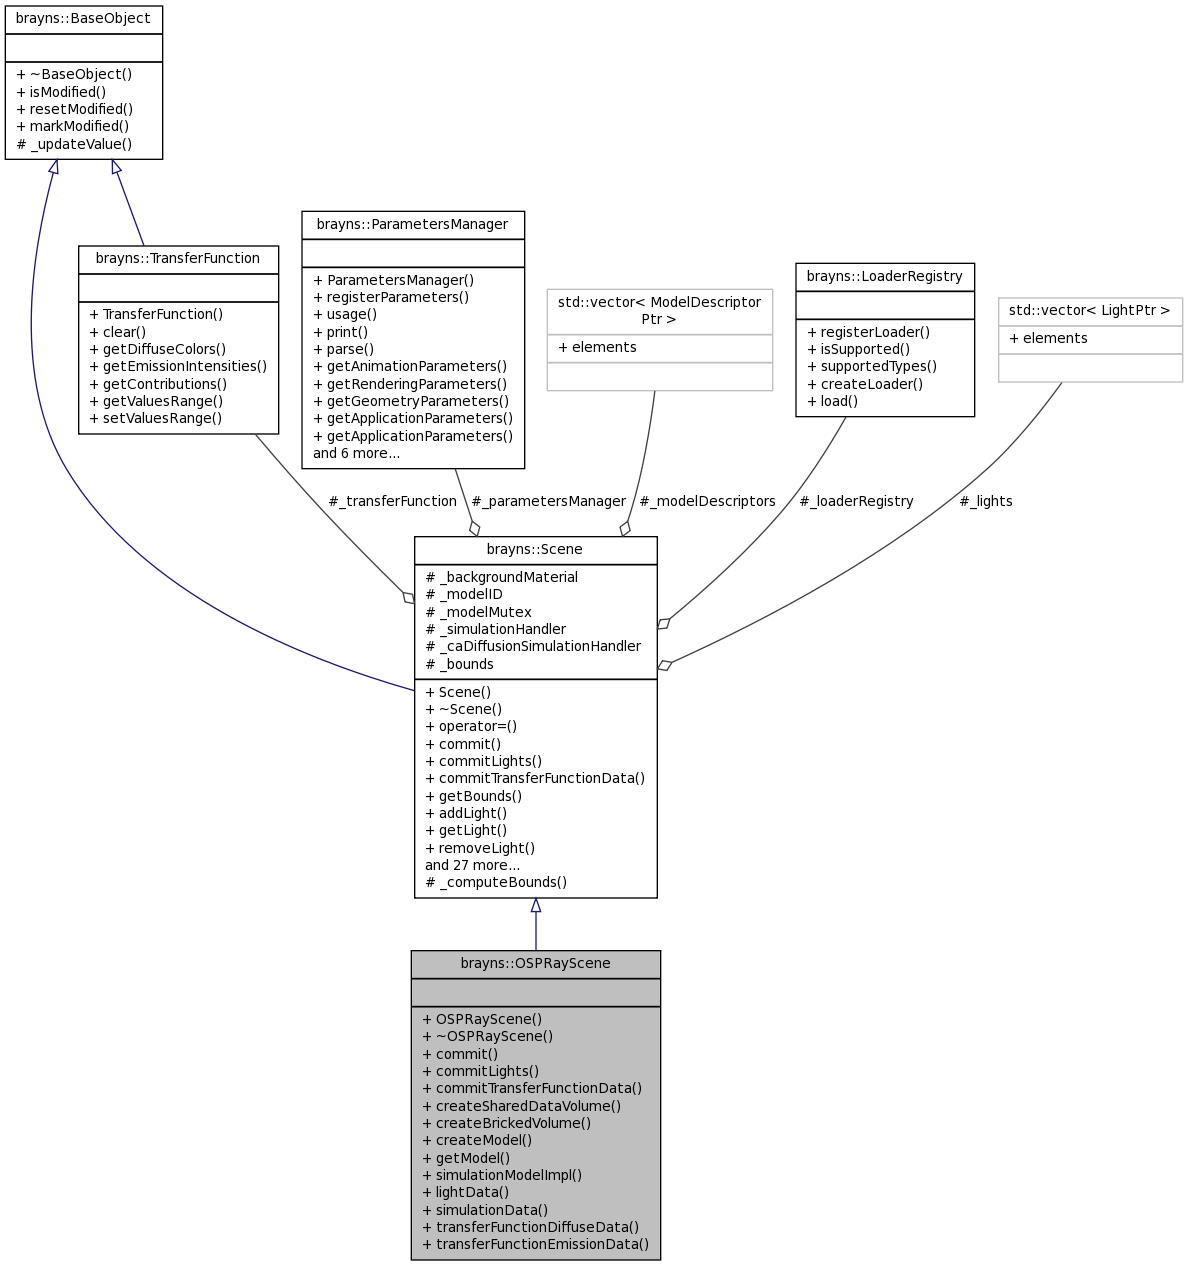 brayns::BaseObject
+ ~BaseObject()
+ isModified()
+ resetModified()
+ markModified()
# _updateValue()
brayns::TransferFunction
+ TransferFunction()
+ clear()
+ getDiffuseColors()
+ getEmissionIntensities()
+ getContributions()
+ getValuesRange()
+ setValuesRange()
brayns::ParametersManager
+ ParametersManager()
+ registerParameters()
+ usage()
+ print()
+ parse()
+ getAnimationParameters()
+ getRenderingParameters()
+ getGeometryParameters()
+ getApplicationParameters()
+ getApplicationParameters()
and 6 more...
std::vector< ModelDescriptor
Ptr >
+ elements
brayns::LoaderRegistry
+ registerLoader()
+ isSupported()
+ supportedTypes()
+ createLoader()
+ load()
std::vector< LightPtr >
+ elements
#_transferFunction
#_parametersManager
#_modelDescriptors
#_loaderRegistry
#_lights
brayns::Scene
# _backgroundMaterial
# _modelID
# _modelMutex
# _simulationHandler
# _caDiffusionSimulationHandler
# _bounds
+ Scene()
+ ~Scene()
+ operator=()
+ commit()
+ commitLights()
+ commitTransferFunctionData()
+ getBounds()
+ addLight()
+ getLight()
+ removeLight()
and 27 more...
# _computeBounds()
brayns::OSPRayScene
+ OSPRayScene()
+ ~OSPRayScene()
+ commit()
+ commitLights()
+ commitTransferFunctionData()
+ createSharedDataVolume()
+ createBrickedVolume()
+ createModel()
+ getModel()
+ simulationModelImpl()
+ lightData()
+ simulationData()
+ transferFunctionDiffuseData()
+ transferFunctionEmissionData()